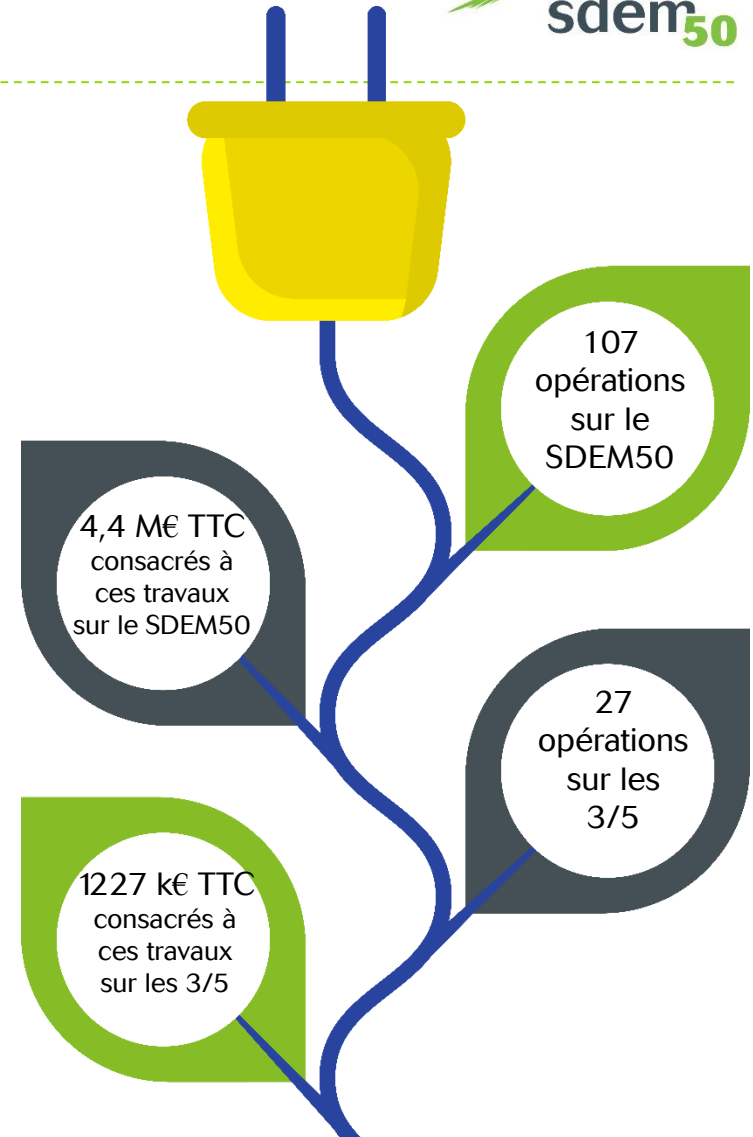 sdem50
107
opérations
sur le
SDEM50
4,4 M€ TTC
consacrés à
ces travaux
sur le SDEM50
27
opérations
sur les
3/5
1227 k€ TTC
consacrés à
ces travaux
sur les 3/5